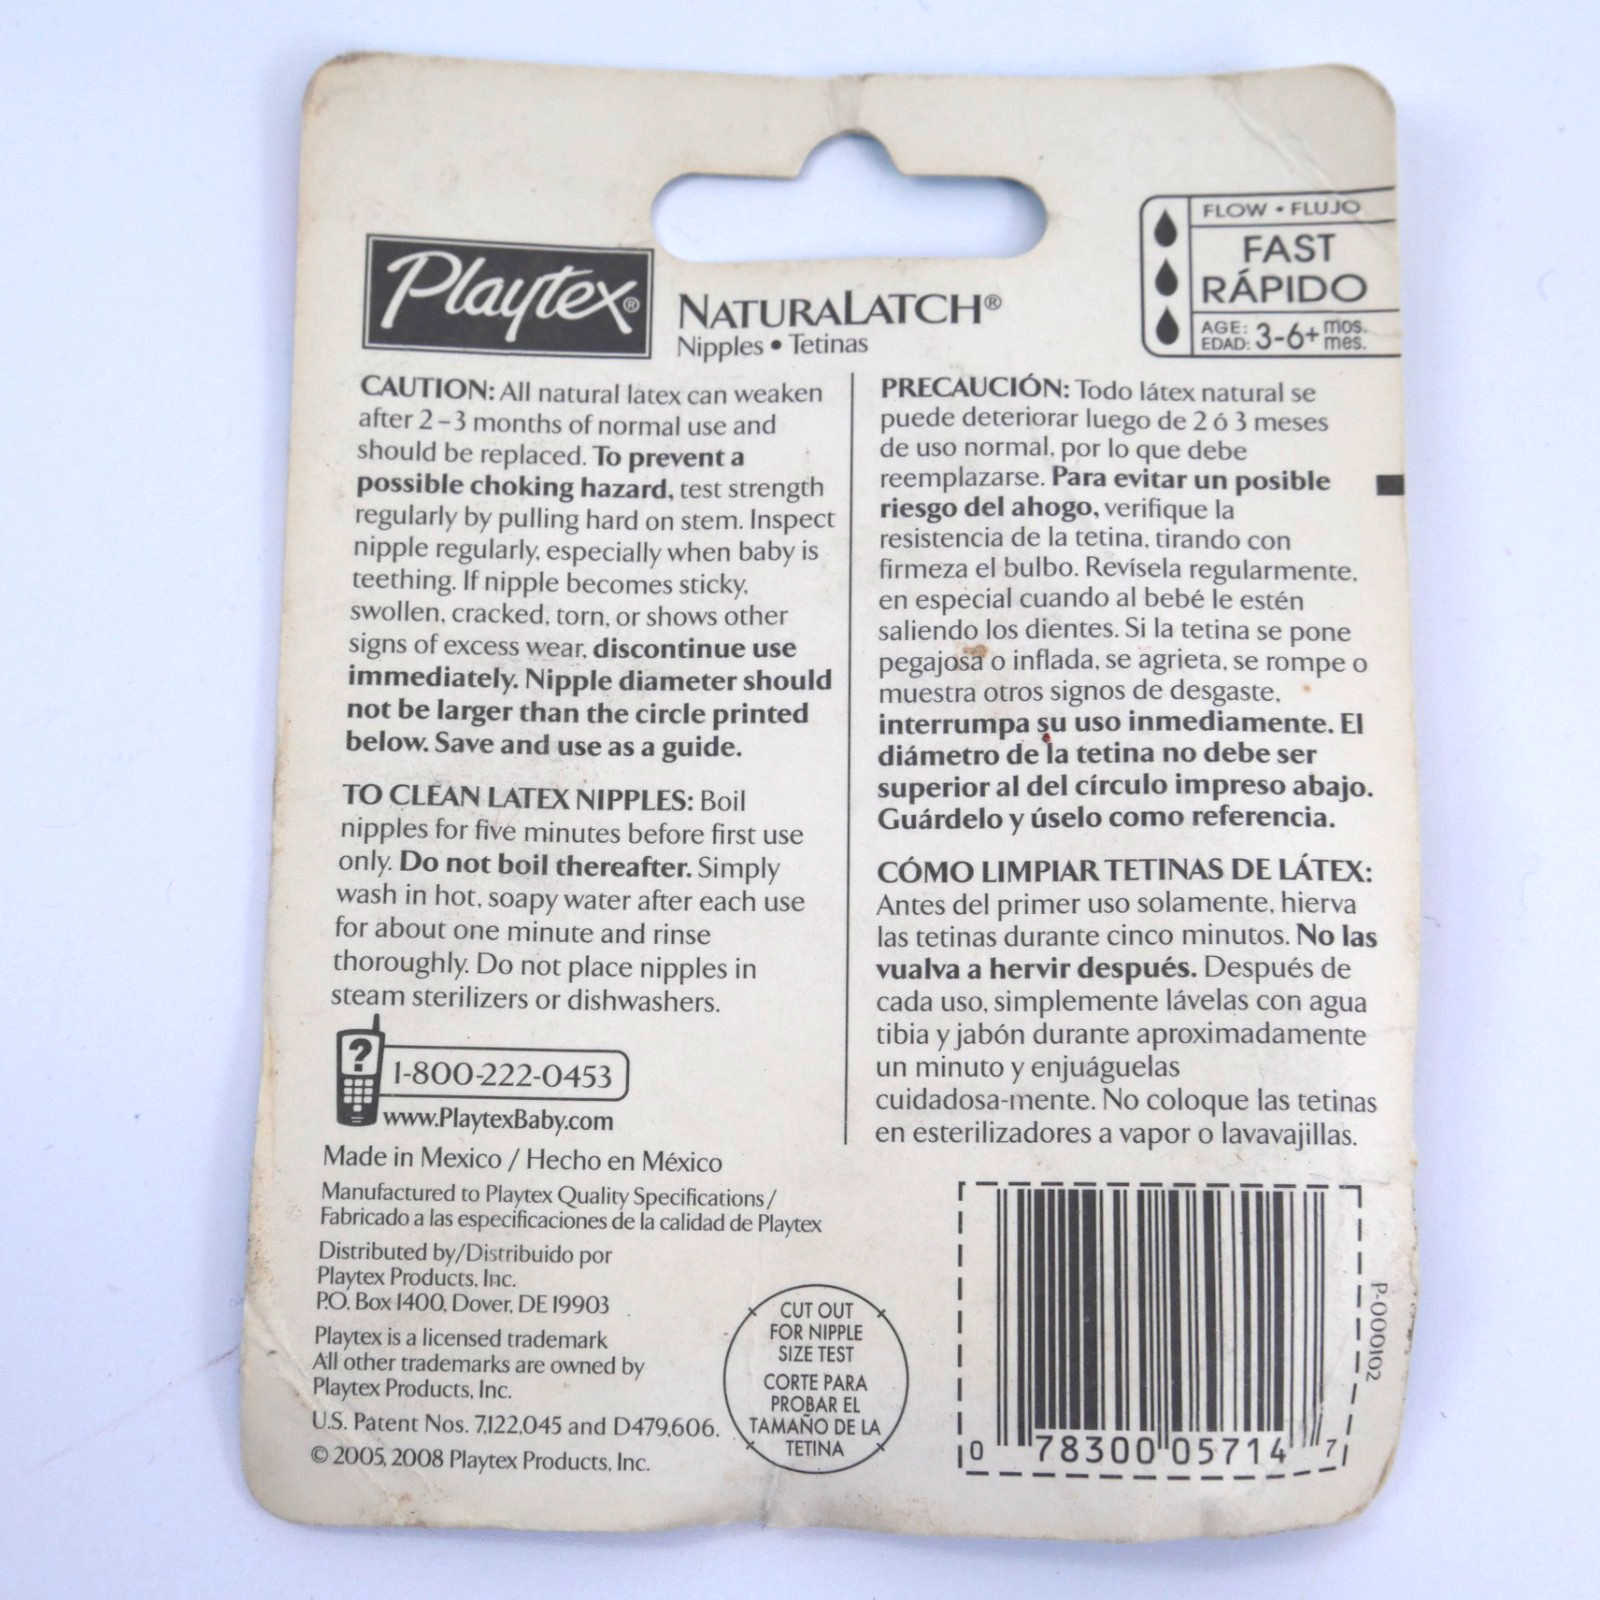 Playtex®
NATURALATCH®
Nipples • Tetinas
FLOW • FLUJO
FAST
RÁPIDO
AGE: 3-6+ mos.
EDAD: mes.
CAUTION: All natural latex can weaken
after 2–3 months of normal use and
should be replaced. To prevent a
possible choking hazard, test strength
regularly by pulling hard on stem. Inspect
nipple regularly, especially when baby is
teething. If nipple becomes sticky,
swollen, cracked, torn, or shows other
signs of excess wear, discontinue use
immediately. Nipple diameter should
not be larger than the circle printed
below. Save and use as a guide.
TO CLEAN LATEX NIPPLES: Boil
nipples for five minutes before first use
only. Do not boil thereafter. Simply
wash in hot, soapy water after each use
for about one minute and rinse
thoroughly. Do not place nipples in
steam sterilizers or dishwashers.
?
1-800-222-0453
www.PlaytexBaby.com
PRECAUCIÓN: Todo látex natural se
puede deteriorar luego de 2 ó 3 meses
de uso normal, por lo que debe
reemplazarse. Para evitar un posible
riesgo del ahogo, verifique la
resistencia de la tetina, tirando con
firmeza el bulbo. Revísela regularmente,
en especial cuando al bebé le estén
saliendo los dientes. Si la tetina se pone
pegajosa o inflada, se agrieta, se rompe o
muestra otros signos de desgaste,
interrumpa su uso inmediamente. El
diámetro de la tetina no debe ser
superior al del círculo impreso abajo.
Guárdelo y úselo como referencia.
CÓMO LIMPIAR TETINAS DE LÁTEX:
Antes del primer uso solamente, hierva
las tetinas durante cinco minutos. No las
vualva a hervir después. Después de
cada uso, simplemente lávelas con agua
tibia y jabón durante aproximadamente
un minuto y enjuáguelas
cuidadosa-mente. No coloque las tetinas
en esterilizadores a vapor o lavavajillas.
Made in Mexico / Hecho en México
Manufactured to Playtex Quality Specifications/
Fabricado a las especificaciones de la calidad de Playtex
Distributed by/Distribuido por
Playtex Products, Inc.
P.O. Box 1400, Dover, DE 19903
Playtex is a licensed trademark
All other trademarks are owned by
Playtex Products, Inc.
U.S. Patent Nos. 7,122,045 and D479,606.
© 2005, 2008 Playtex Products, Inc.
CUT OUT
FOR NIPPLE
SIZE TEST
CORTE PARA
PROBAR EL
TAMAÑO DE LA
TETINA
0 78300 05714 7
P-000102